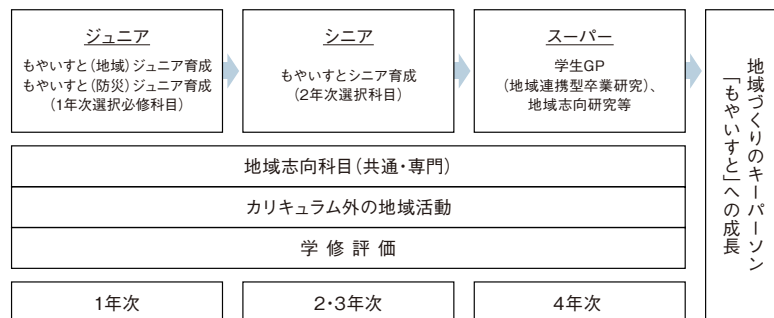 ジュニア
もやいすと(地域)ジュニア育成
もやいすと(防災)ジュニア育成
(1年次選択必修科目)
シニア
もやいすとシニア育成
(2年次選択科目)
スーパー
学生GP
(地域連携型卒業研究)、
地域志向研究等
地域づくりのキーパーソン
「もやいすと」への成長
地域志向科目(共通・専門)
カリキュラム外の地域活動
学修評価
1年次
2・3年次
4年次